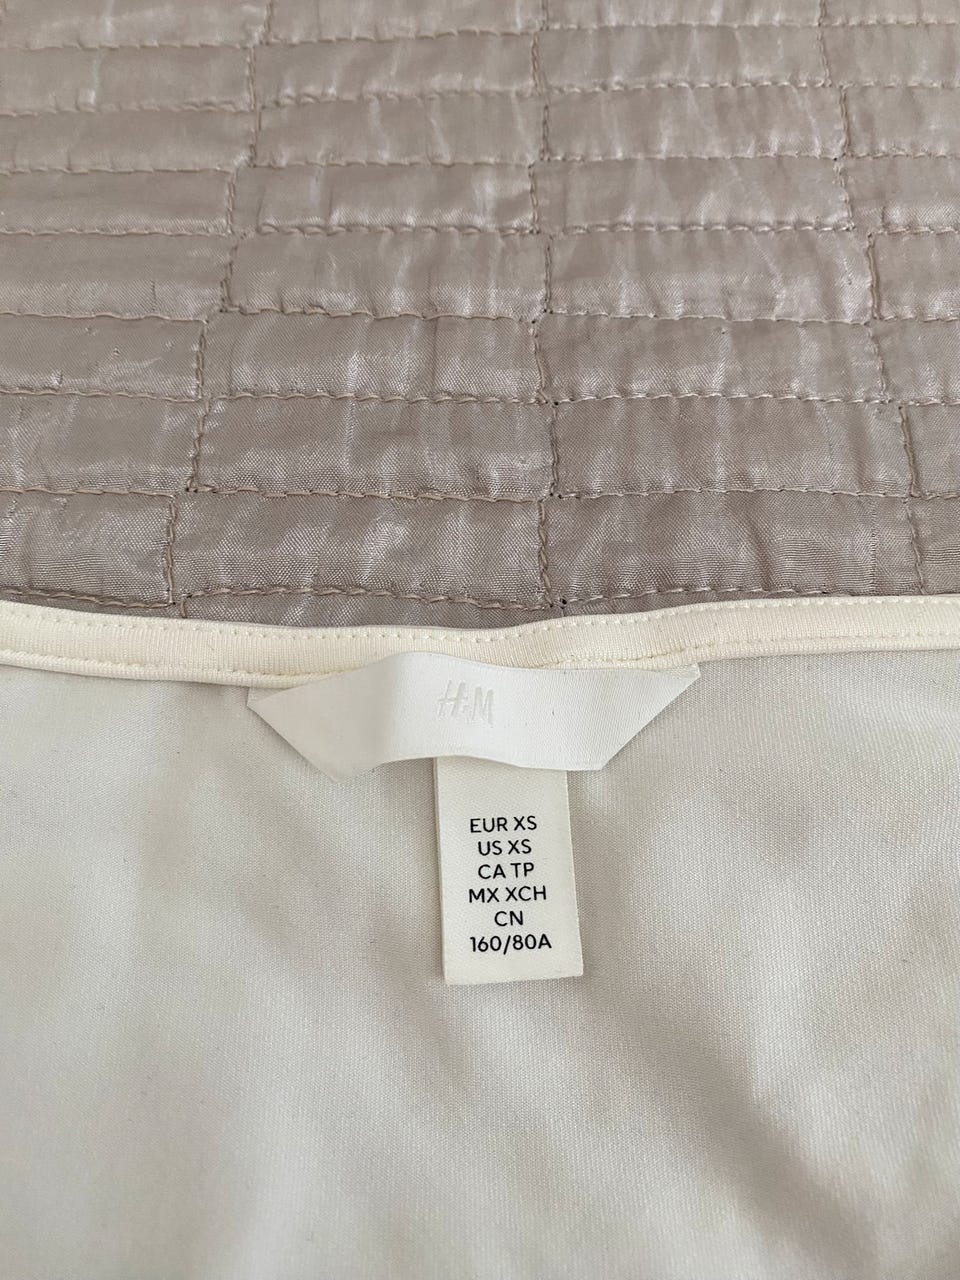 H&M
EUR XS
US XS
CA TP
MX XCH
CN
160/80A